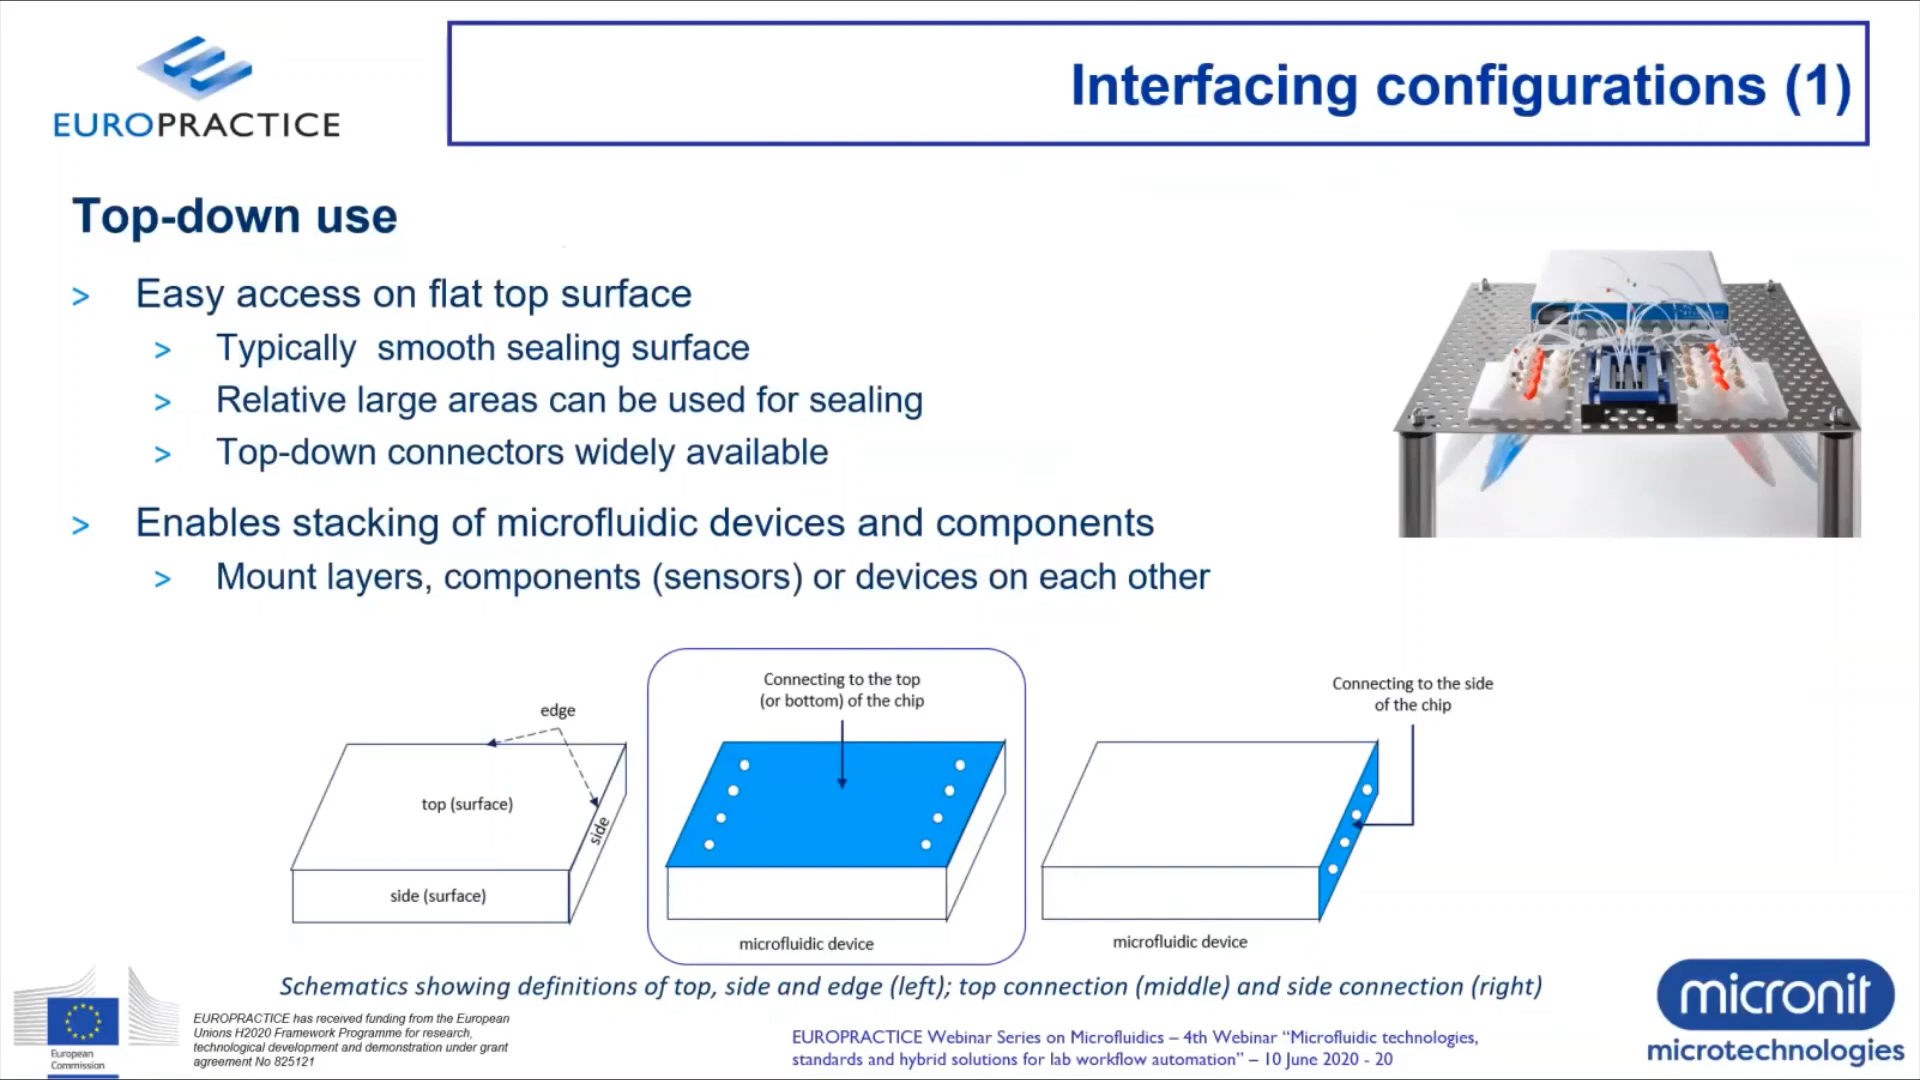 EUROPRACTICE
Interfacing configurations (1)
Top-down use
> Easy access on flat top surface
> Typically smooth sealing surface
> Relative large areas can be used for sealing
> Top-down connectors widely available
> Enables stacking of microfluidic devices and components
> Mount layers, components (sensors) or devices on each other
edge
top (surface)
side
side (surface)
Connecting to the top
(or bottom) of the chip
microfluidic device
Connecting to the side
of the chip
microfluidic device
Schematics showing definitions of top, side and edge (left); top connection (middle) and side connection (right)
European
Commission
EUROPRACTICE has received funding from the European
Unions H2020 Framework Programme for research,
technological development and demonstration under grant
agreement No 825121
EUROPRACTICE Webinar Series on Microfluidics – 4th Webinar “Microfluidic technologies,
standards and hybrid solutions for lab workflow automation” – 10 June 2020 - 20
micronit
microtechnologies